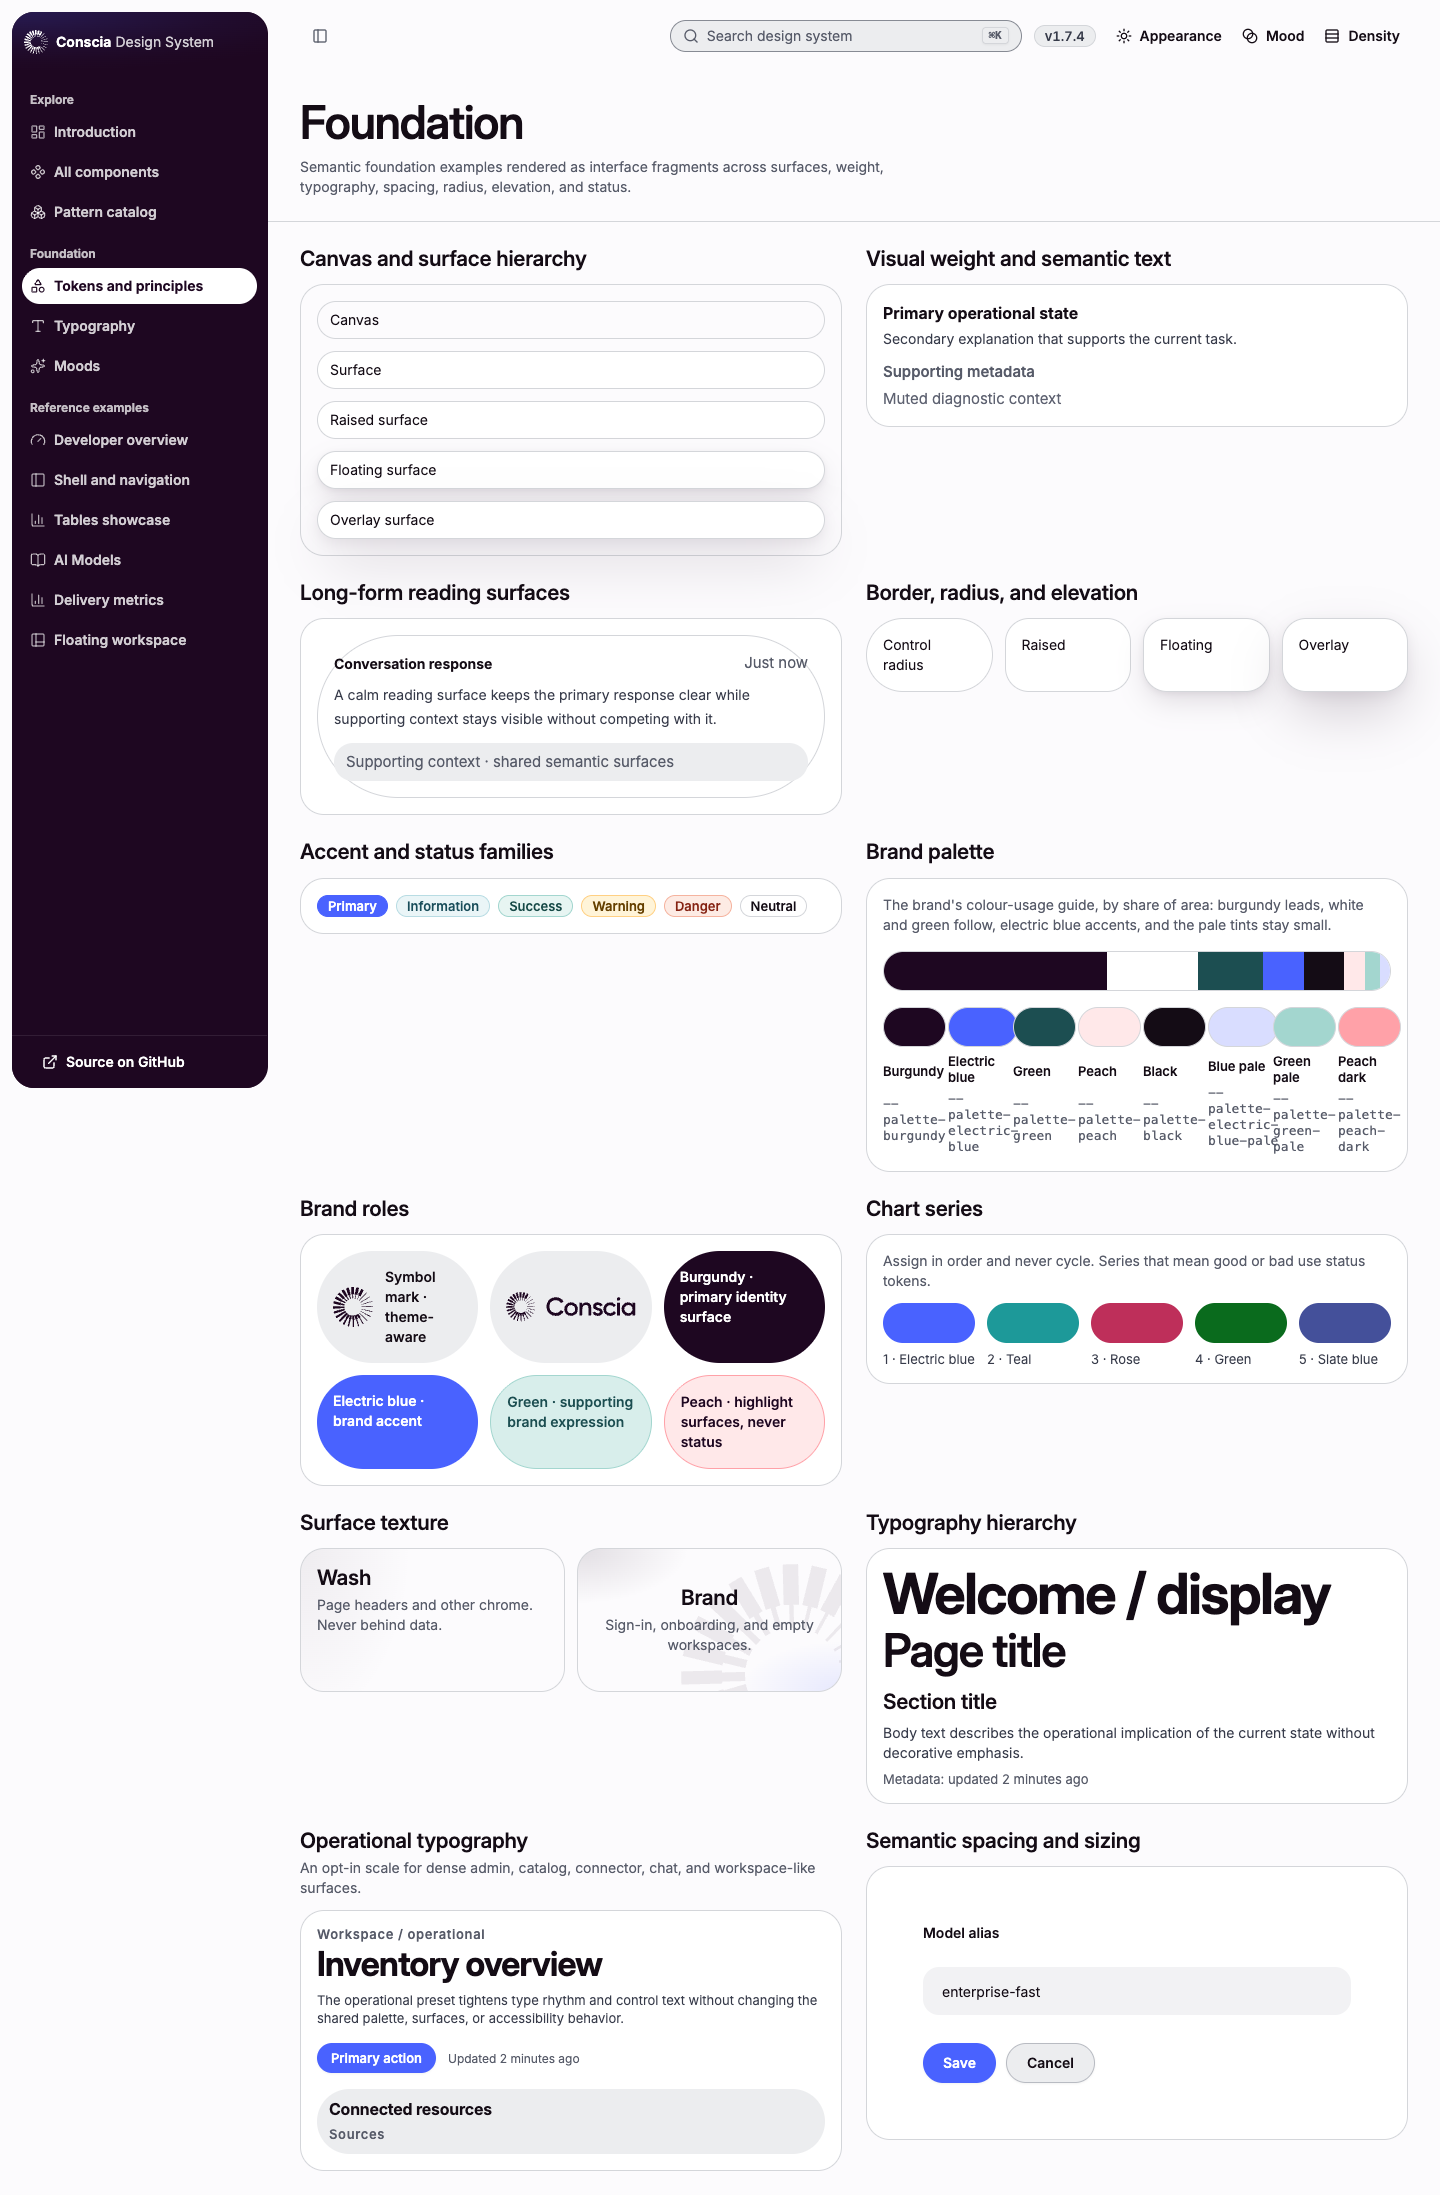 Conscia Design System
Explore
Introduction
All components
Pattern catalog
Foundation
Tokens and principles
Typography
Moods
Reference examples
Developer overview
Shell and navigation
Tables showcase
AI Models
Delivery metrics
Floating workspace
Source on GitHub
Search design system
⌘K
v1.7.4
Appearance
Mood
Density
Foundation
Semantic foundation examples rendered as interface fragments across surfaces, weight,
typography, spacing, radius, elevation, and status.
Canvas and surface hierarchy
Canvas
Surface
Raised surface
Floating surface
Overlay surface
Visual weight and semantic text
Primary operational state
Secondary explanation that supports the current task.
Supporting metadata
Muted diagnostic context
Long-form reading surfaces
Conversation response
Just now
A calm reading surface keeps the primary response clear while
supporting context stays visible without competing with it.
Supporting context · shared semantic surfaces
Border, radius, and elevation
Control
radius
Raised
Floating
Overlay
Accent and status families
Primary
Information
Success
Warning
Danger
Neutral
Brand palette
The brand's colour-usage guide, by share of area: burgundy leads, white
and green follow, electric blue accents, and the pale tints stay small.
Burgundy
--
palette-
burgundy
Electric
blue
--
palette-
electric-
blue
Green
--
palette-
green
Peach
--
palette-
peach
Black
--
palette-
black
Blue pale
--
palette-
electric-
blue-pale
Green
pale
--
palette-
green-
pale
Peach
dark
--
palette-
peach-
dark
Brand roles
Symbol
mark ·
theme-
aware
Conscia
Burgundy ·
primary identity
surface
Electric blue ·
brand accent
Green · supporting
brand expression
Peach · highlight
surfaces, never
status
Chart series
Assign in order and never cycle. Series that mean good or bad use status
tokens.
1 · Electric blue
2 · Teal
3 · Rose
4 · Green
5 · Slate blue
Surface texture
Wash
Page headers and other chrome.
Never behind data.
Brand
Sign-in, onboarding, and empty
workspaces.
Typography hierarchy
Welcome / display
Page title
Section title
Body text describes the operational implication of the current state without
decorative emphasis.
Metadata: updated 2 minutes ago
Operational typography
An opt-in scale for dense admin, catalog, connector, chat, and workspace-like
surfaces.
Workspace / operational
Inventory overview
The operational preset tightens type rhythm and control text without changing the
shared palette, surfaces, or accessibility behavior.
Primary action
Updated 2 minutes ago
Connected resources
Sources
Semantic spacing and sizing
Model alias
enterprise-fast
Save
Cancel